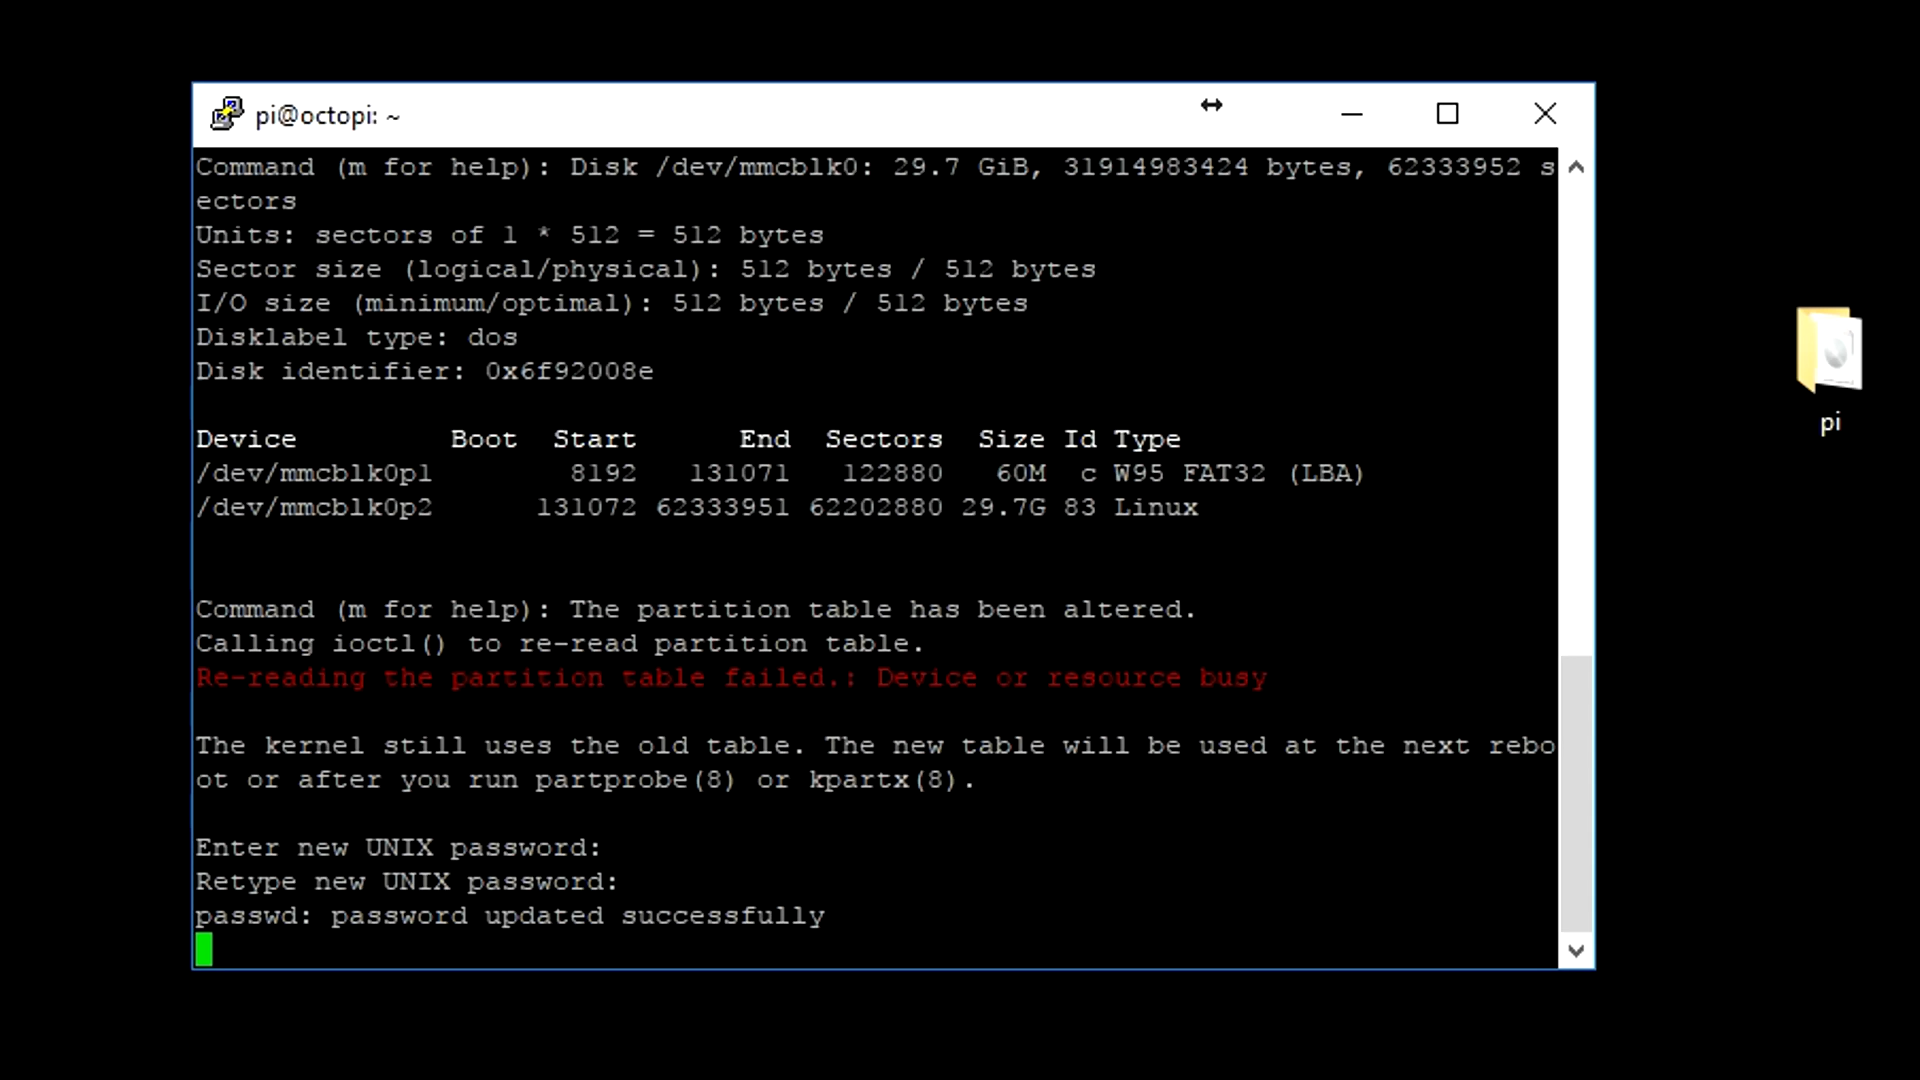 pi@octopi: ~
Command (m for help): Disk /dev/mmcblk0: 29.7 GiB, 31914983424 bytes, 62333952 s
ectors
Units: sectors of 1 * 512 = 512 bytes
Sector size (logical/physical): 512 bytes / 512 bytes
I/O size (minimum/optimal): 512 bytes / 512 bytes
Disklabel type: dos
Disk identifier: 0x6f92008e
Device         Boot  Start      End  Sectors  Size Id Type
/dev/mmcblk0p1        8192   131071   122880   60M  c W95 FAT32 (LBA)
/dev/mmcblk0p2      131072 62333951 62202880 29.7G 83 Linux
Command (m for help): The partition table has been altered.
Calling ioctl() to re-read partition table.
Re-reading the partition table failed.: Device or resource busy
The kernel still uses the old table. The new table will be used at the next rebo
ot or after you run partprobe(8) or kpartx(8).
Enter new UNIX password:
Retype new UNIX password:
passwd: password updated successfully
pi